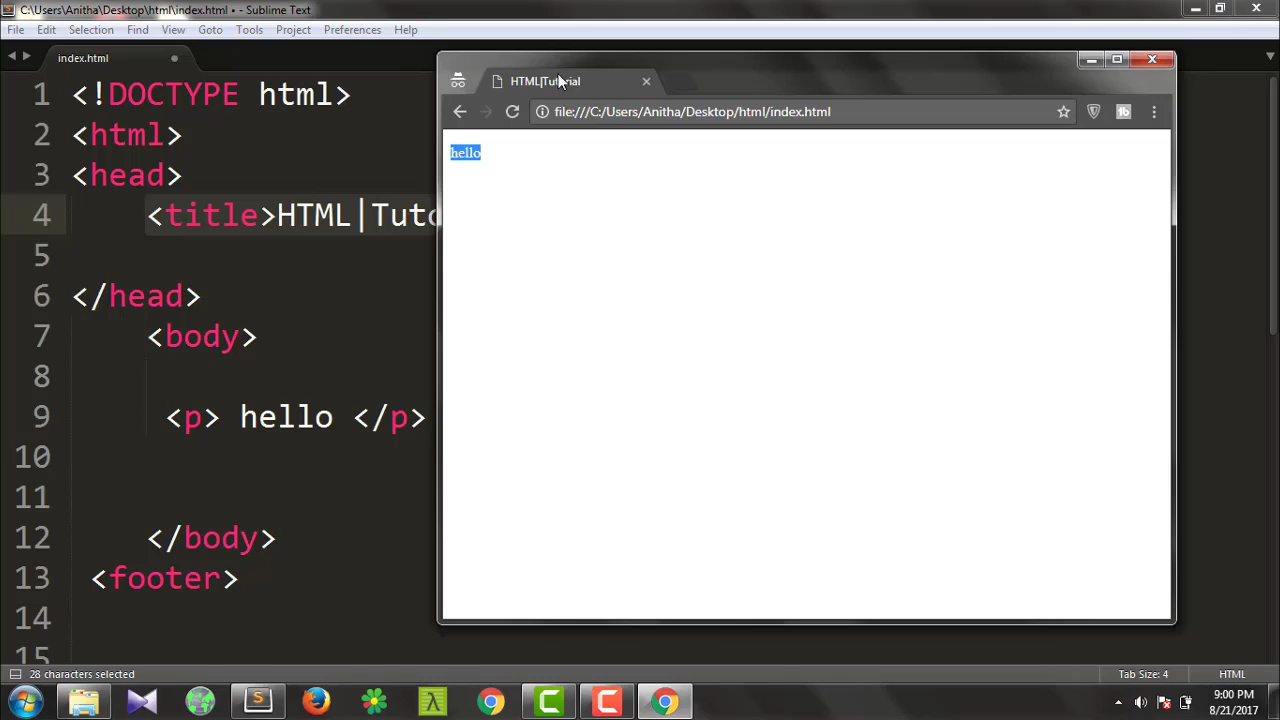 C:\Users\Anitha\Desktop\html\index.html • - Sublime Text
File Edit Selection Find View Goto Tools Project Preferences Help
index.html
HTML|Tutorial
file:///C:/Users/Anitha/Desktop/html/index.html
hello
1 <!DOCTYPE html>
2 <html>
3 <head>
4 <title>HTML|Tuto
5
6 </head>
7 <body>
8
9 <p> hello </p>
10
11
12 </body>
13 <footer>
14
15
28 characters selected
Tab Size: 4
HTML
9:00 PM
8/21/2017